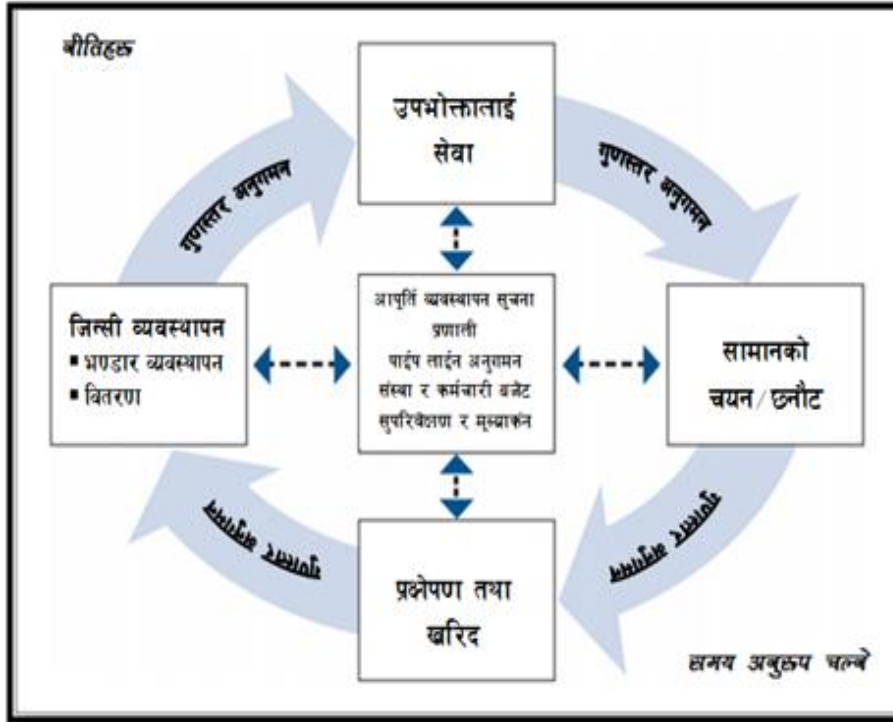 नीतिहरु
उपभोक्तालाई
सेवा
गुणस्तर अनुगमन
गुणस्तर अनुगमन
जिन्सी व्यवस्थापन
▪ भण्डार व्यवस्थापन
▪ वितरण
आपूर्ति व्यवस्थापन सूचना
प्रणाली
पाईप लाईन अनुगमन
संस्था र कर्मचारी बजेट
सुपरिवेक्षण र मूल्याकंन
सामानको
चयन/छनौट
गुणस्तर अनुगमन
गुणस्तर अनुगमन
प्रक्षेपण तथा
खरिद
समय अनुरुप चल्ने